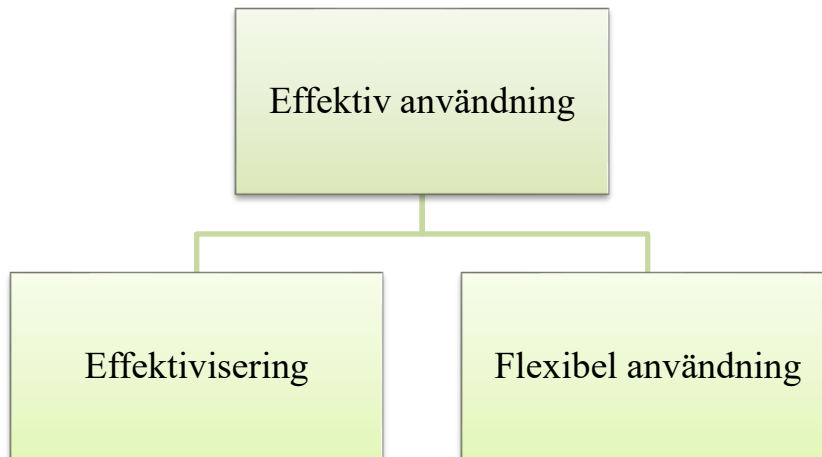 Effektiv användning
Effektivisering
Flexibel användning